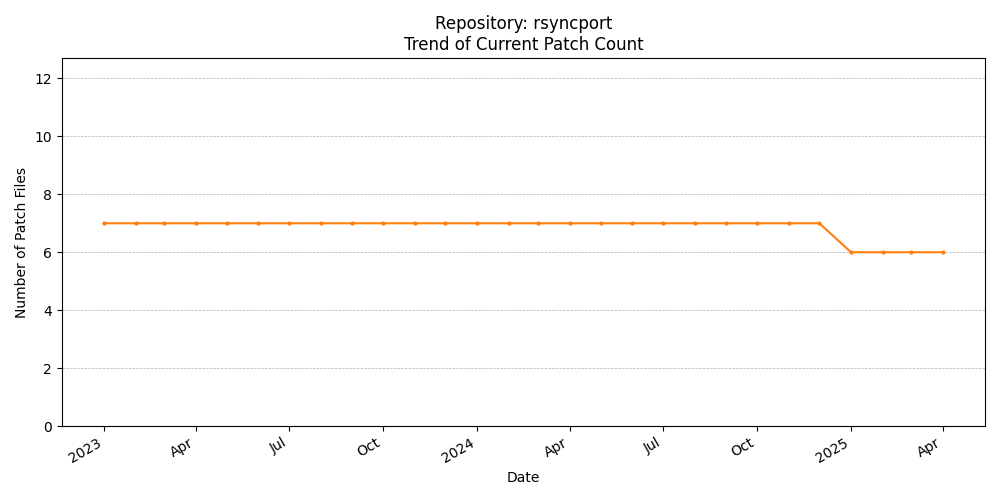 Repository: rsyncport
Trend of Current Patch Count
Number of Patch Files
12
10
8
6
4
2
0
2023
Apr
Jul
Oct
2024
Apr
Jul
Oct
2025
Apr
Date